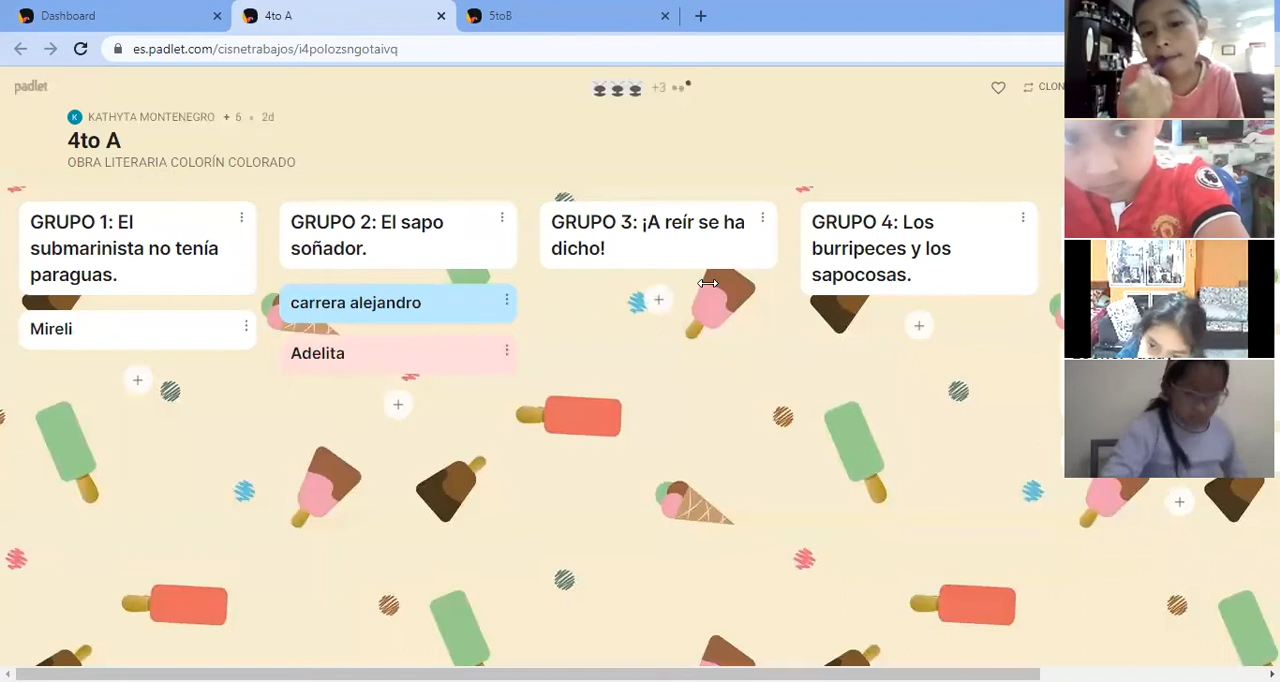 Dashboard
4to A
5toB
es.padlet.com/cisnetrabajos/i4polozsngotaivq
padlet
+3
CLON
K KATHYTA MONTENEGRO + 6 • 2d
4to A
OBRA LITERARIA COLORÍN COLORADO
GRUPO 1: El
submarinista no tenía
paraguas.
Mireli
GRUPO 2: El sapo
soñador.
carrera alejandro
Adelita
GRUPO 3: ¡A reír se ha
dicho!
GRUPO 4: Los
burripeces y los
sapocosas.